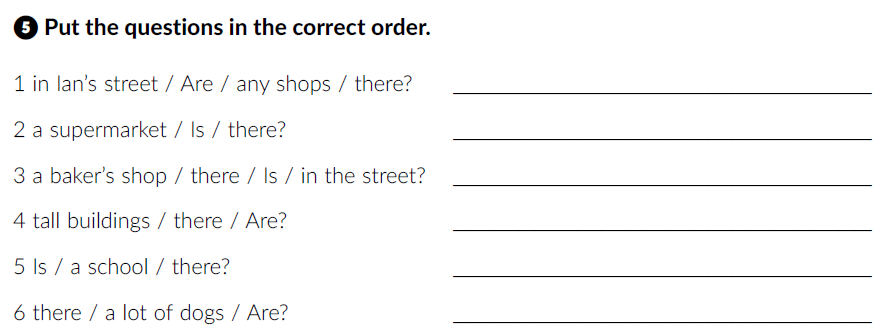 5 Put the questions in the correct order.
1 in Ian's street / Are / any shops / there?
2 a supermarket / Is / there?
3 a baker's shop / there / Is / in the street?
4 tall buildings / there / Are?
5 Is / a school / there?
6 there / a lot of dogs / Are?